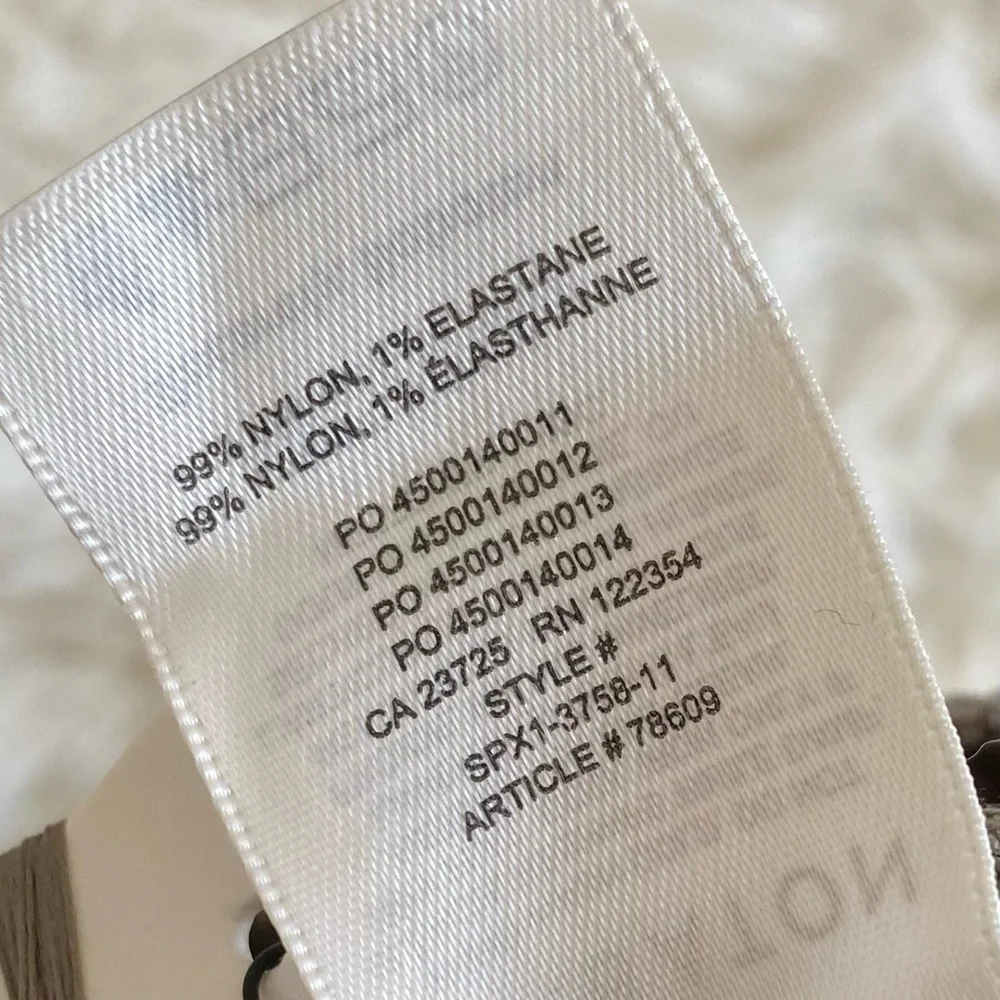 99% NYLON, 1% ELASTANE
99% NYLON, 1% ÉLASTHANNE
PO 4500140011
PO 4500140012
PO 4500140013
PO 4500140014
CA 23725 RN 122354
STYLE #
SPX1-3758-11
ARTICLE # 78609